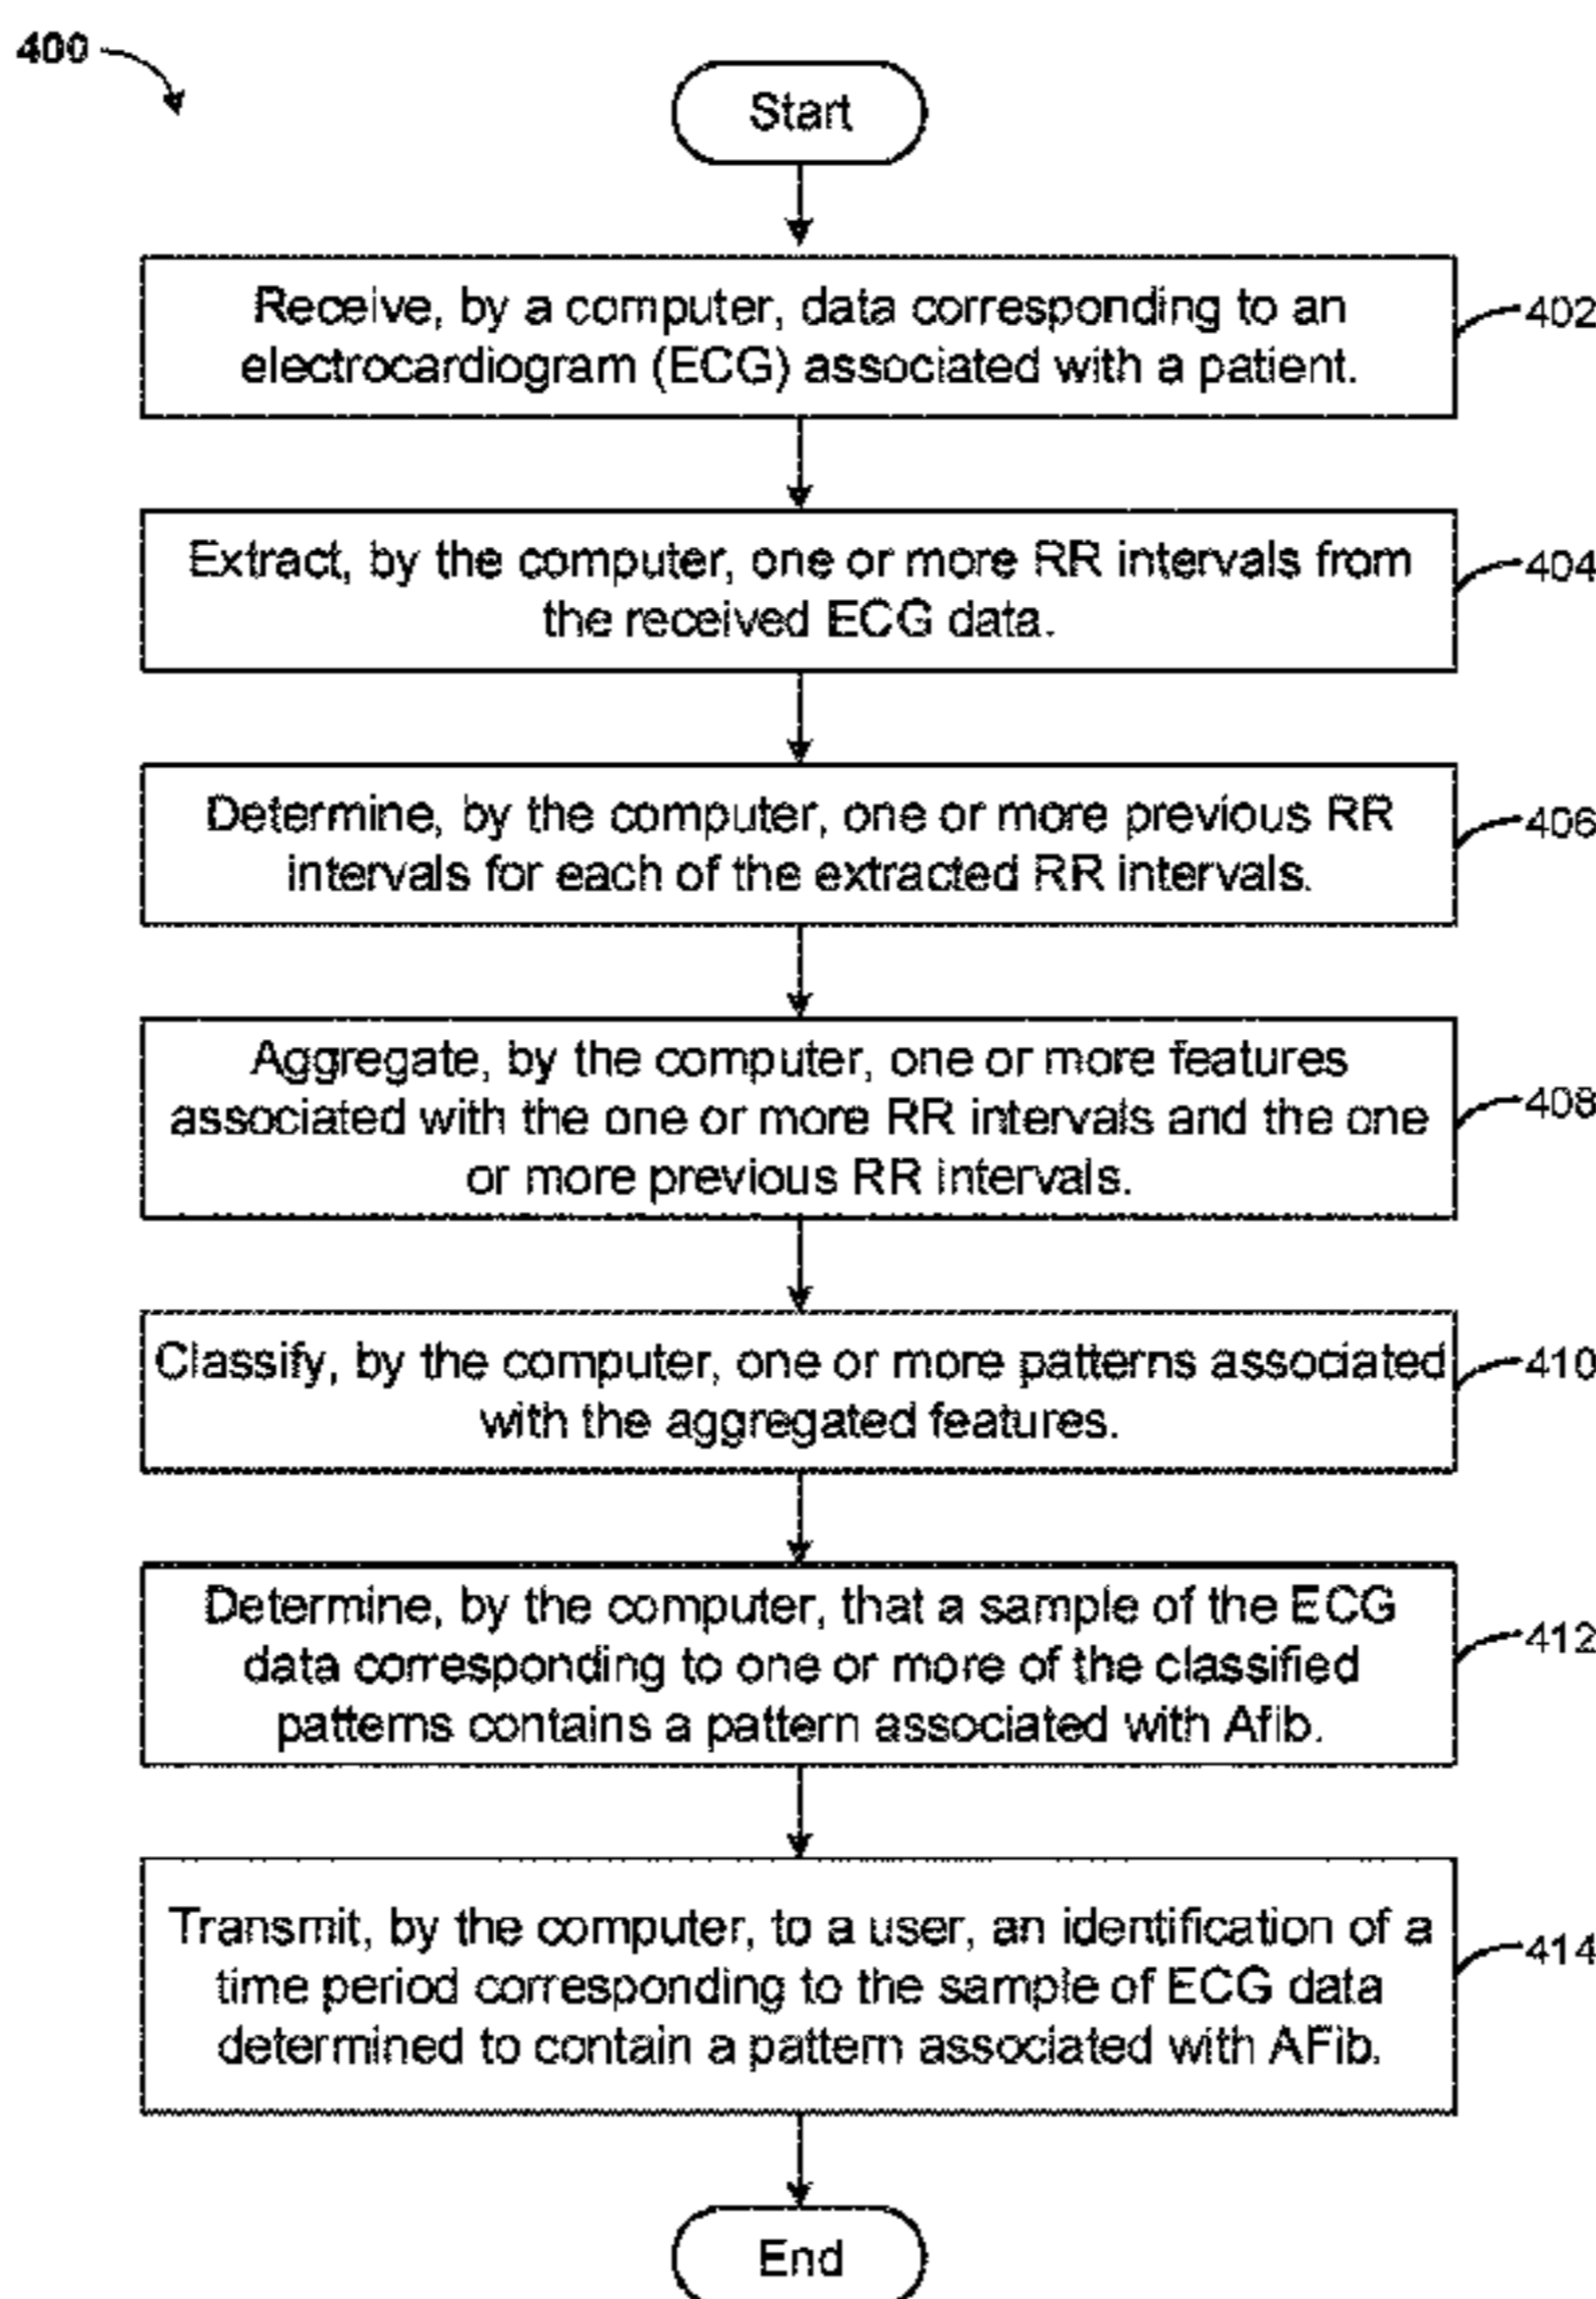 400
Start
Receive, by a computer, data corresponding to an
electrocardiogram (ECG) associated with a patient.
402
Extract, by the computer, one or more RR intervals from
the received ECG data.
404
Determine, by the computer, one or more previous RR
intervals for each of the extracted RR intervals.
406
Aggregate, by the computer, one or more features
associated with the one or more RR intervals and the one
or more previous RR intervals.
408
Classify, by the computer, one or more patterns associated
with the aggregated features.
410
Determine, by the computer, that a sample of the ECG
data corresponding to one or more of the classified
patterns contains a pattern associated with Afib.
412
Transmit, by the computer, to a user, an identification of a
time period corresponding to the sample of ECG data
determined to contain a pattern associated with AFib.
414
End